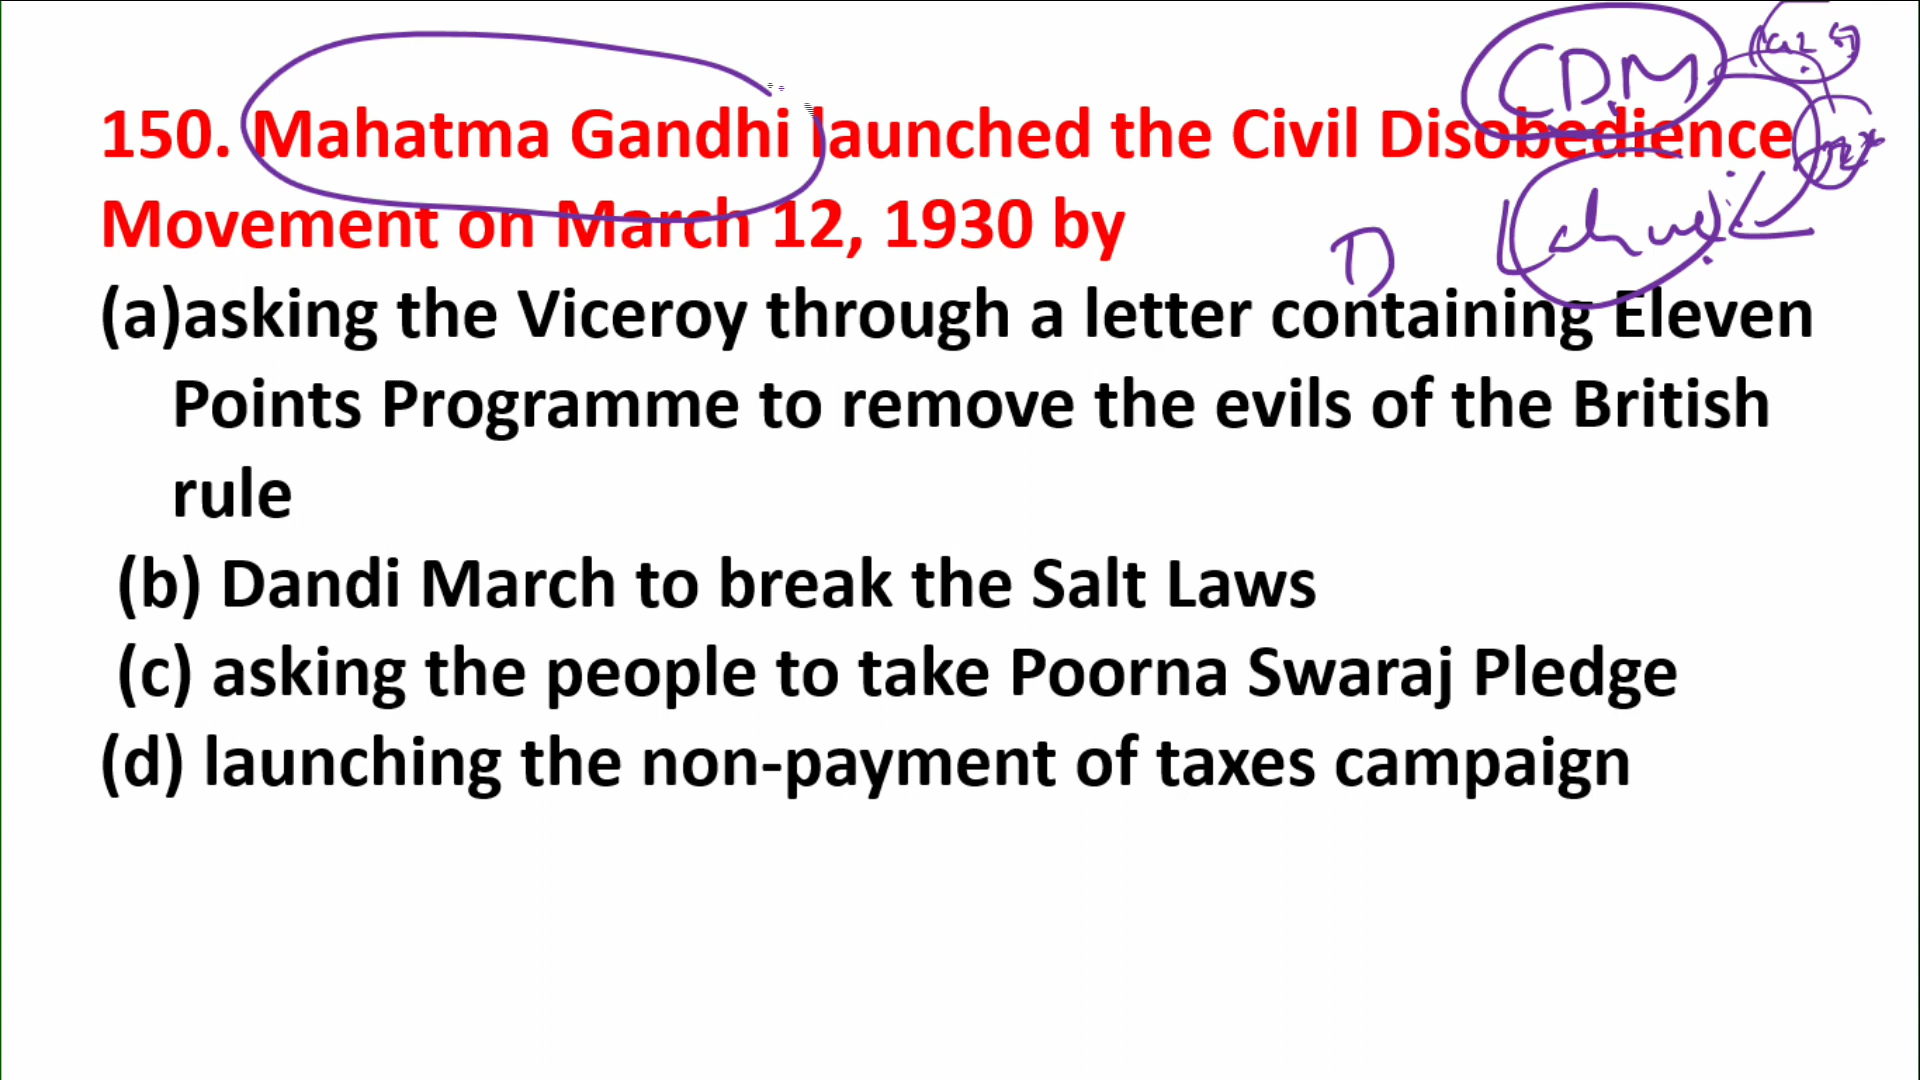 CDM
150. Mahatma Gandhi launched the Civil Disobedience
Movement on March 12, 1930 by
(a)asking the Viceroy through a letter containing Eleven
Points Programme to remove the evils of the British
rule
(b) Dandi March to break the Salt Laws
(c) asking the people to take Poorna Swaraj Pledge
(d) launching the non-payment of taxes campaign